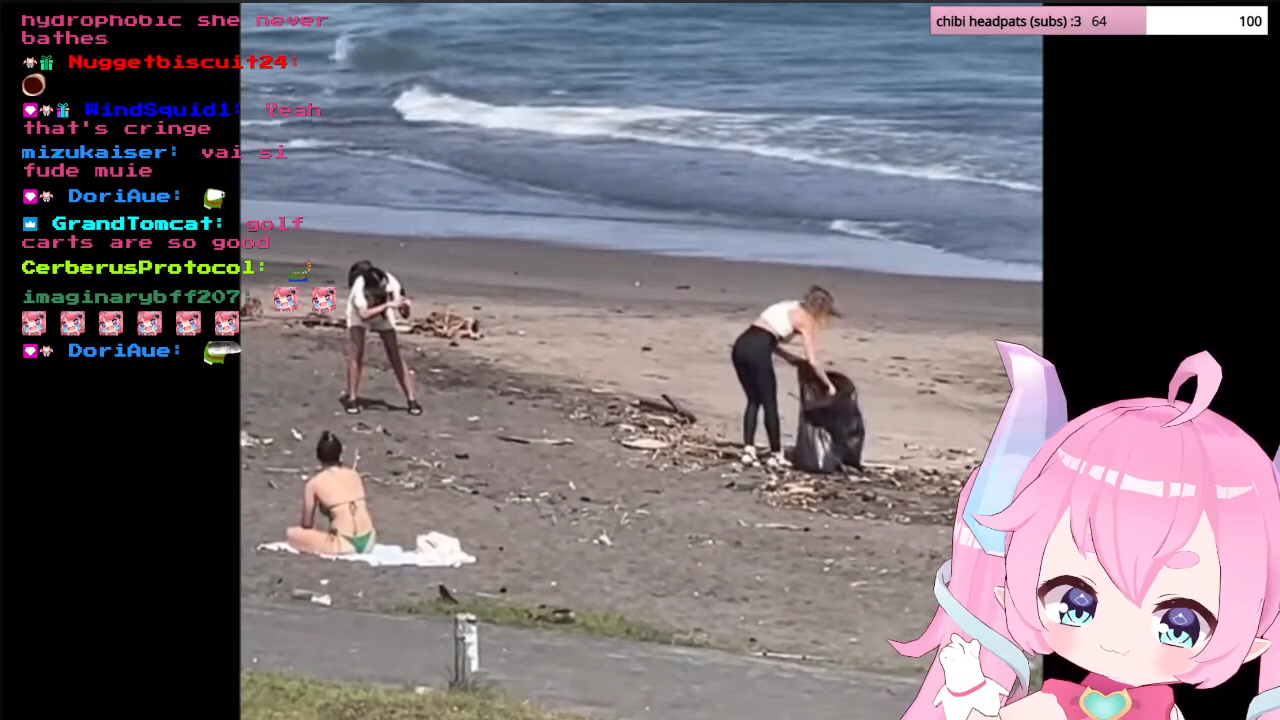 hydrophobic she never
bathes
Nuggetbiscuit24:
WindSquid1: Yeah
that's cringe
mizukaiser: vai si
fude muie
DoriAue:
GrandTomcat: golf
carts are so good
CerberusProtocol:
imaginarybff207:
DoriAue:
chibi headpats (subs) :3 64 100